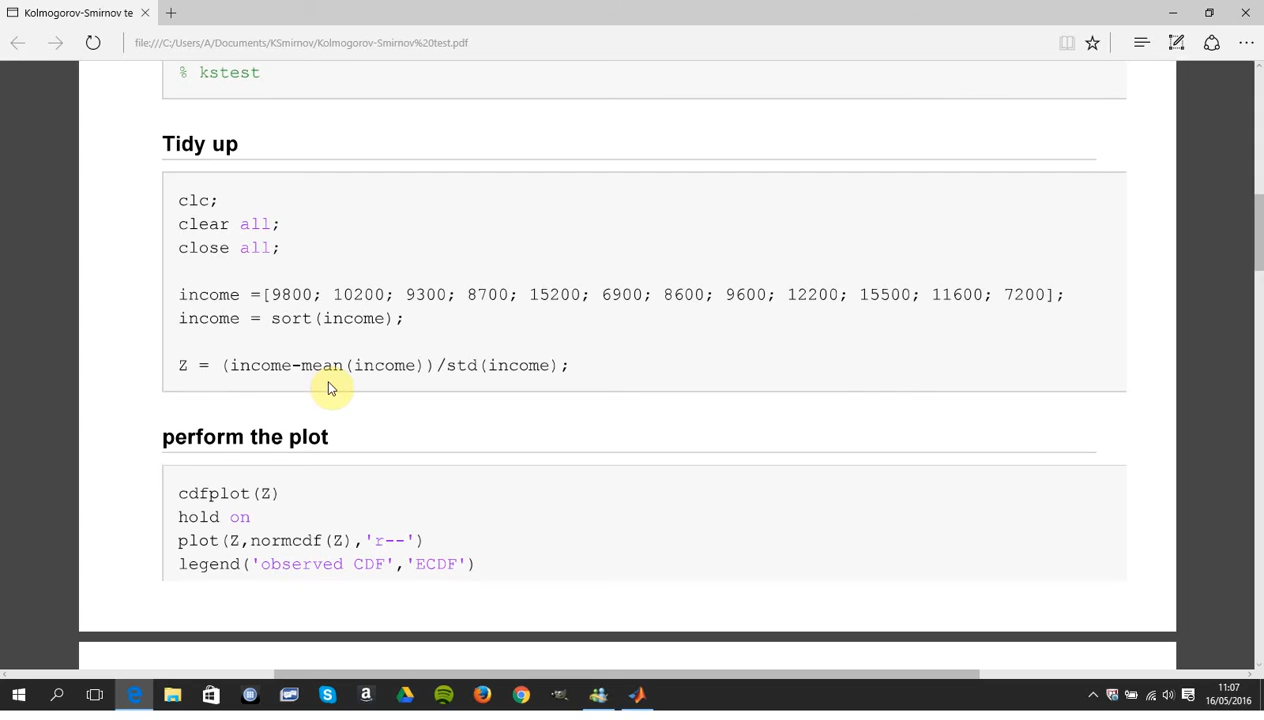 Kolmogorov-Smirnov te
file:///C:/Users/A/Documents/KSmirnov/Kolmogorov-Smirnov%20test.pdf
% kstest
Tidy up
clc;
clear all;
close all;
income =[9800; 10200; 9300; 8700; 15200; 6900; 8600; 9600; 12200; 15500; 11600; 7200];
income = sort(income);
Z = (income-mean(income))/std(income);
perform the plot
cdfplot(Z)
hold on
plot(Z,normcdf(Z),'r--')
legend('observed CDF','ECDF')
11:07
16/05/2016